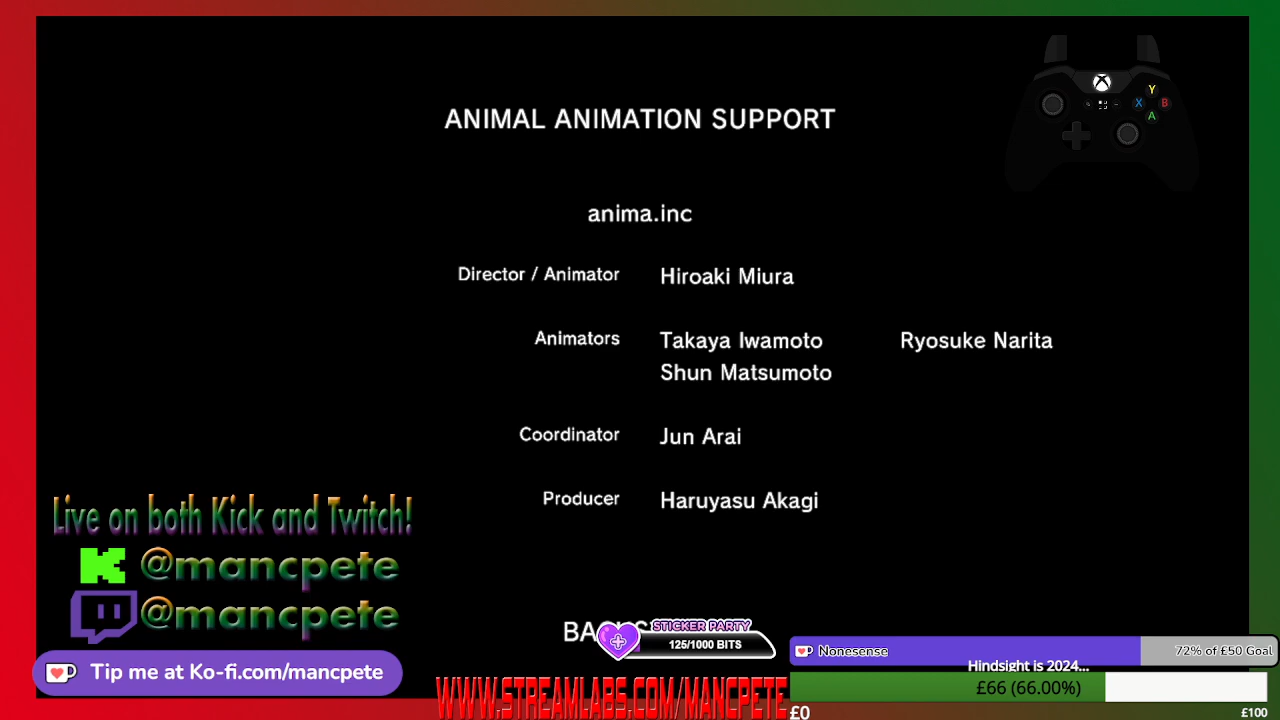 ANIMAL ANIMATION SUPPORT
Y
X B
A
anima.inc
Director / Animator Hiroaki Miura
Animators Takaya Iwamoto Ryosuke Narita
Shun Matsumoto
Coordinator Jun Arai
Producer Haruyasu Akagi
Live on both Kick and Twitch!
K @mancpete
@mancpete
Tip me at Ko-fi.com/mancpete
STICKER PARTY
125/1000 BITS
Nonesense 72% of £50 Goal
Hindsight is 2024...
£66 (66.00%)
WWW.STREAMLABS.COM/MANCPETE
£0 £100